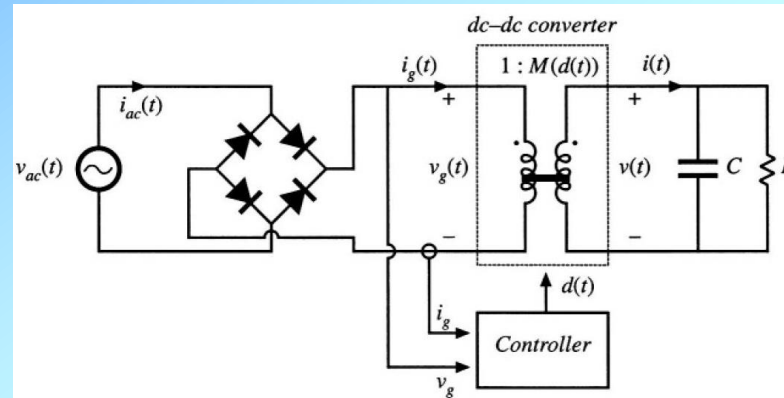 dc–dc converter
1 : M(d(t))
i_g(t)
i(t)
i_ac(t)
+
+
v_ac(t)
v_g(t)
v(t)
C
–
–
d(t)
i_g
Controller
v_g